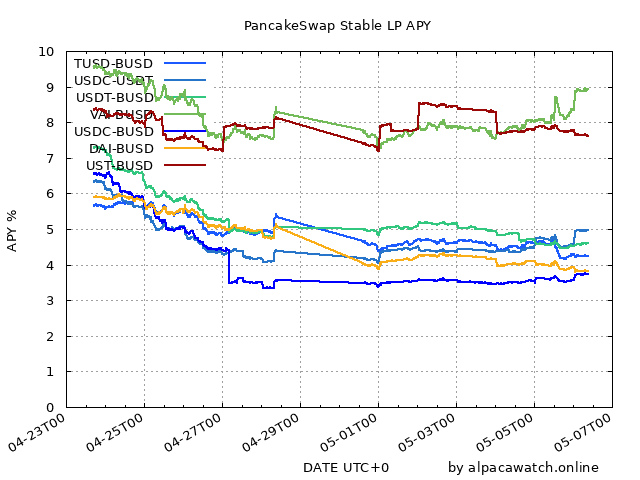 PancakeSwap Stable LP APY
APY %
10
9
8
7
6
5
4
3
2
1
0
TUSD-BUSD
USDC-USDT
USDT-BUSD
VAI-BUSD
USDC-BUSD
DAI-BUSD
UST-BUSD
04-23T00
04-25T00
04-27T00
04-29T00
05-01T00
05-03T00
05-05T00
05-07T00
DATE UTC+0
by alpacawatch.online